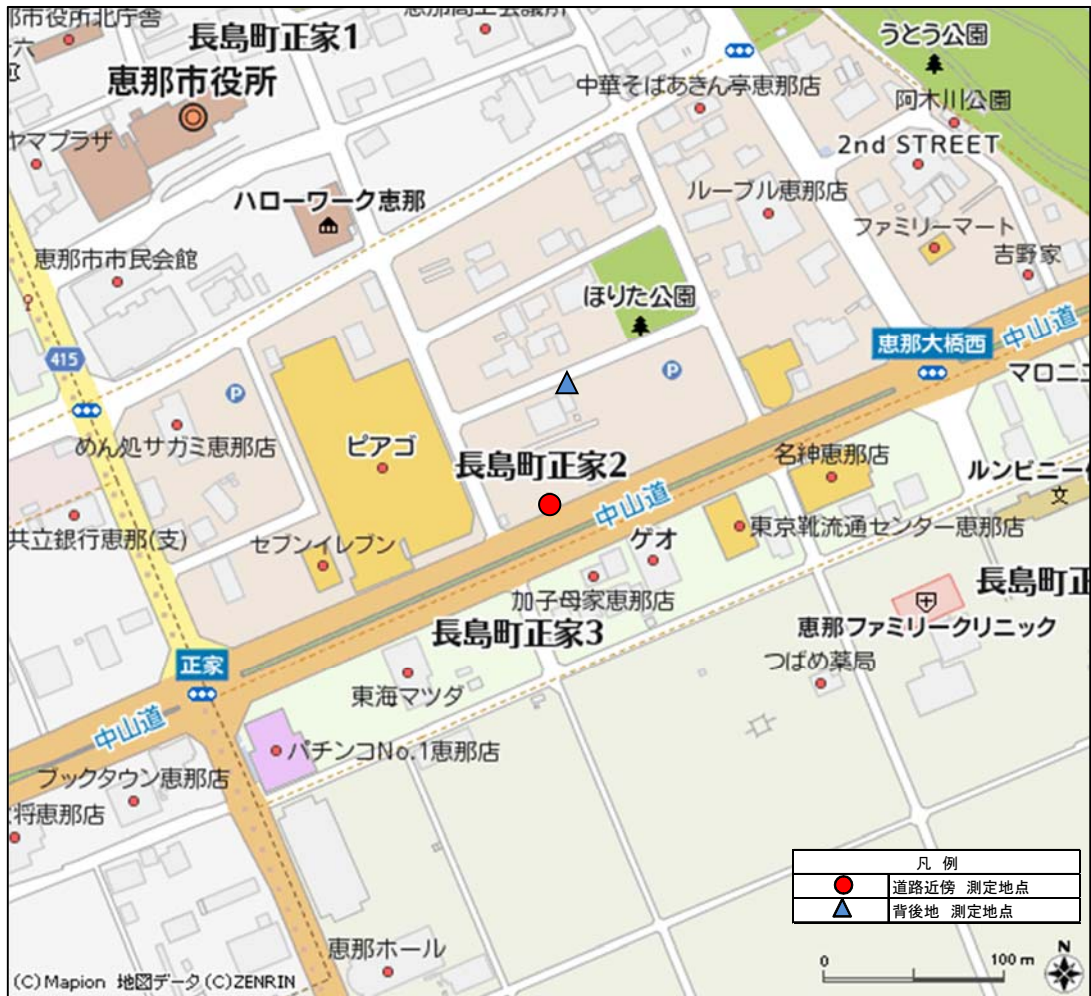 那市役所北庁舎
長島町正家1
恵那商工会議所
うとう公園
恵那市役所
中華そばあきん亭恵那店
阿木川公園
ヤマプラザ
2nd STREET
ハローワーク恵那
ルーブル恵那店
ファミリーマート
恵那市市民会館
吉野家
ほりた公園
中山道
恵那大橋西
415
P
P
マロニエ
めん処サガミ恵那店
ピアゴ
長島町正家2
名神恵那店
ルンビニー
文
中山道
共立銀行恵那(支)
セブンイレブン
ゲオ
東京靴流通センター恵那店
加子母家恵那店
長島町正
長島町正家3
恵那ファミリークリニック
正家
つばめ薬局
東海マツダ
中山道
パチンコNo.1恵那店
ブックタウン恵那店
将恵那店
凡 例
道路近傍 測定地点
背後地 測定地点
恵那ホール
0
100 m
N
(C)Mapion 地図データ(C)ZENRIN